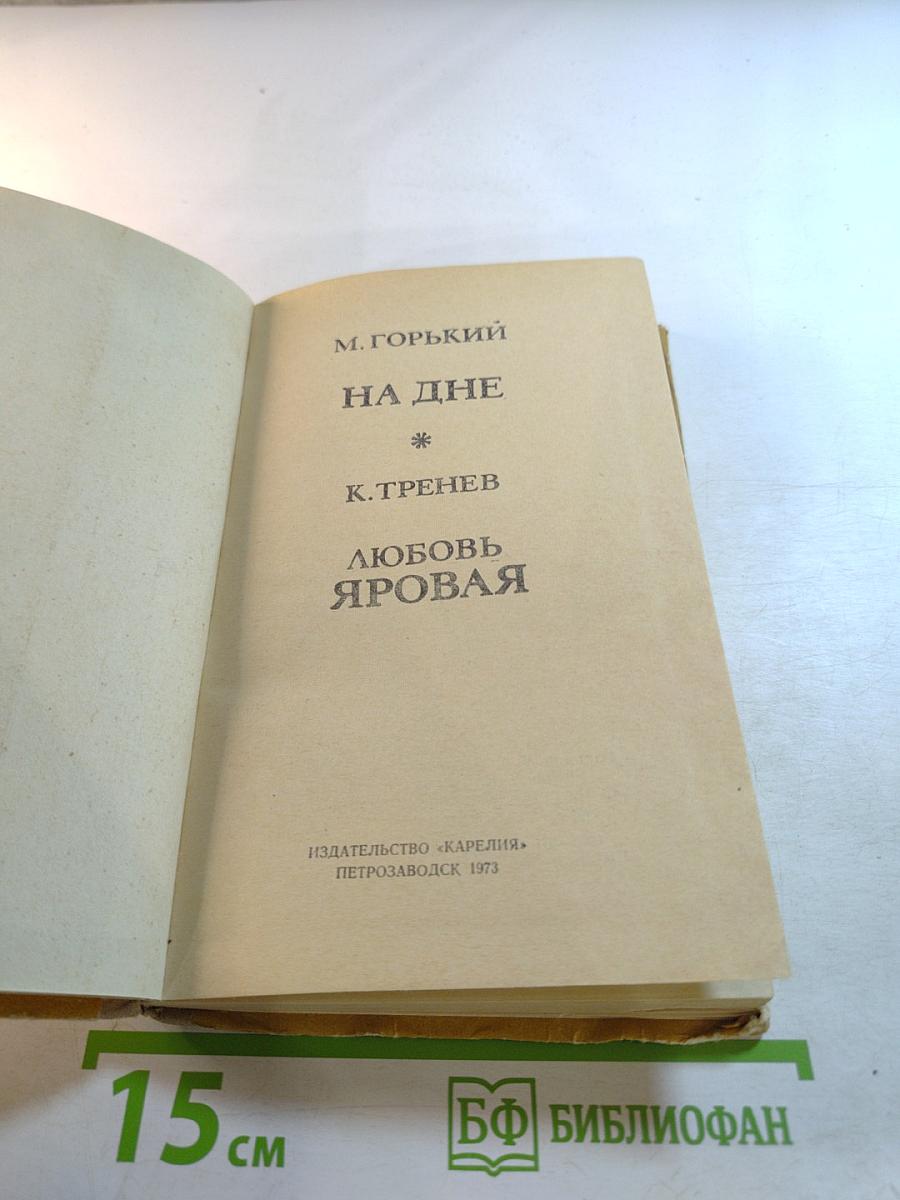 М. ГОРЬКИЙ
НА ДНЕ
*
К. ТРЕНЕВ
ЛЮБОВЬ
ЯРОВАЯ
ИЗДАТЕЛЬСТВО «КАРЕЛИЯ»
ПЕТРОЗАВОДСК 1973
15 см
БФ БИБЛИОФАН